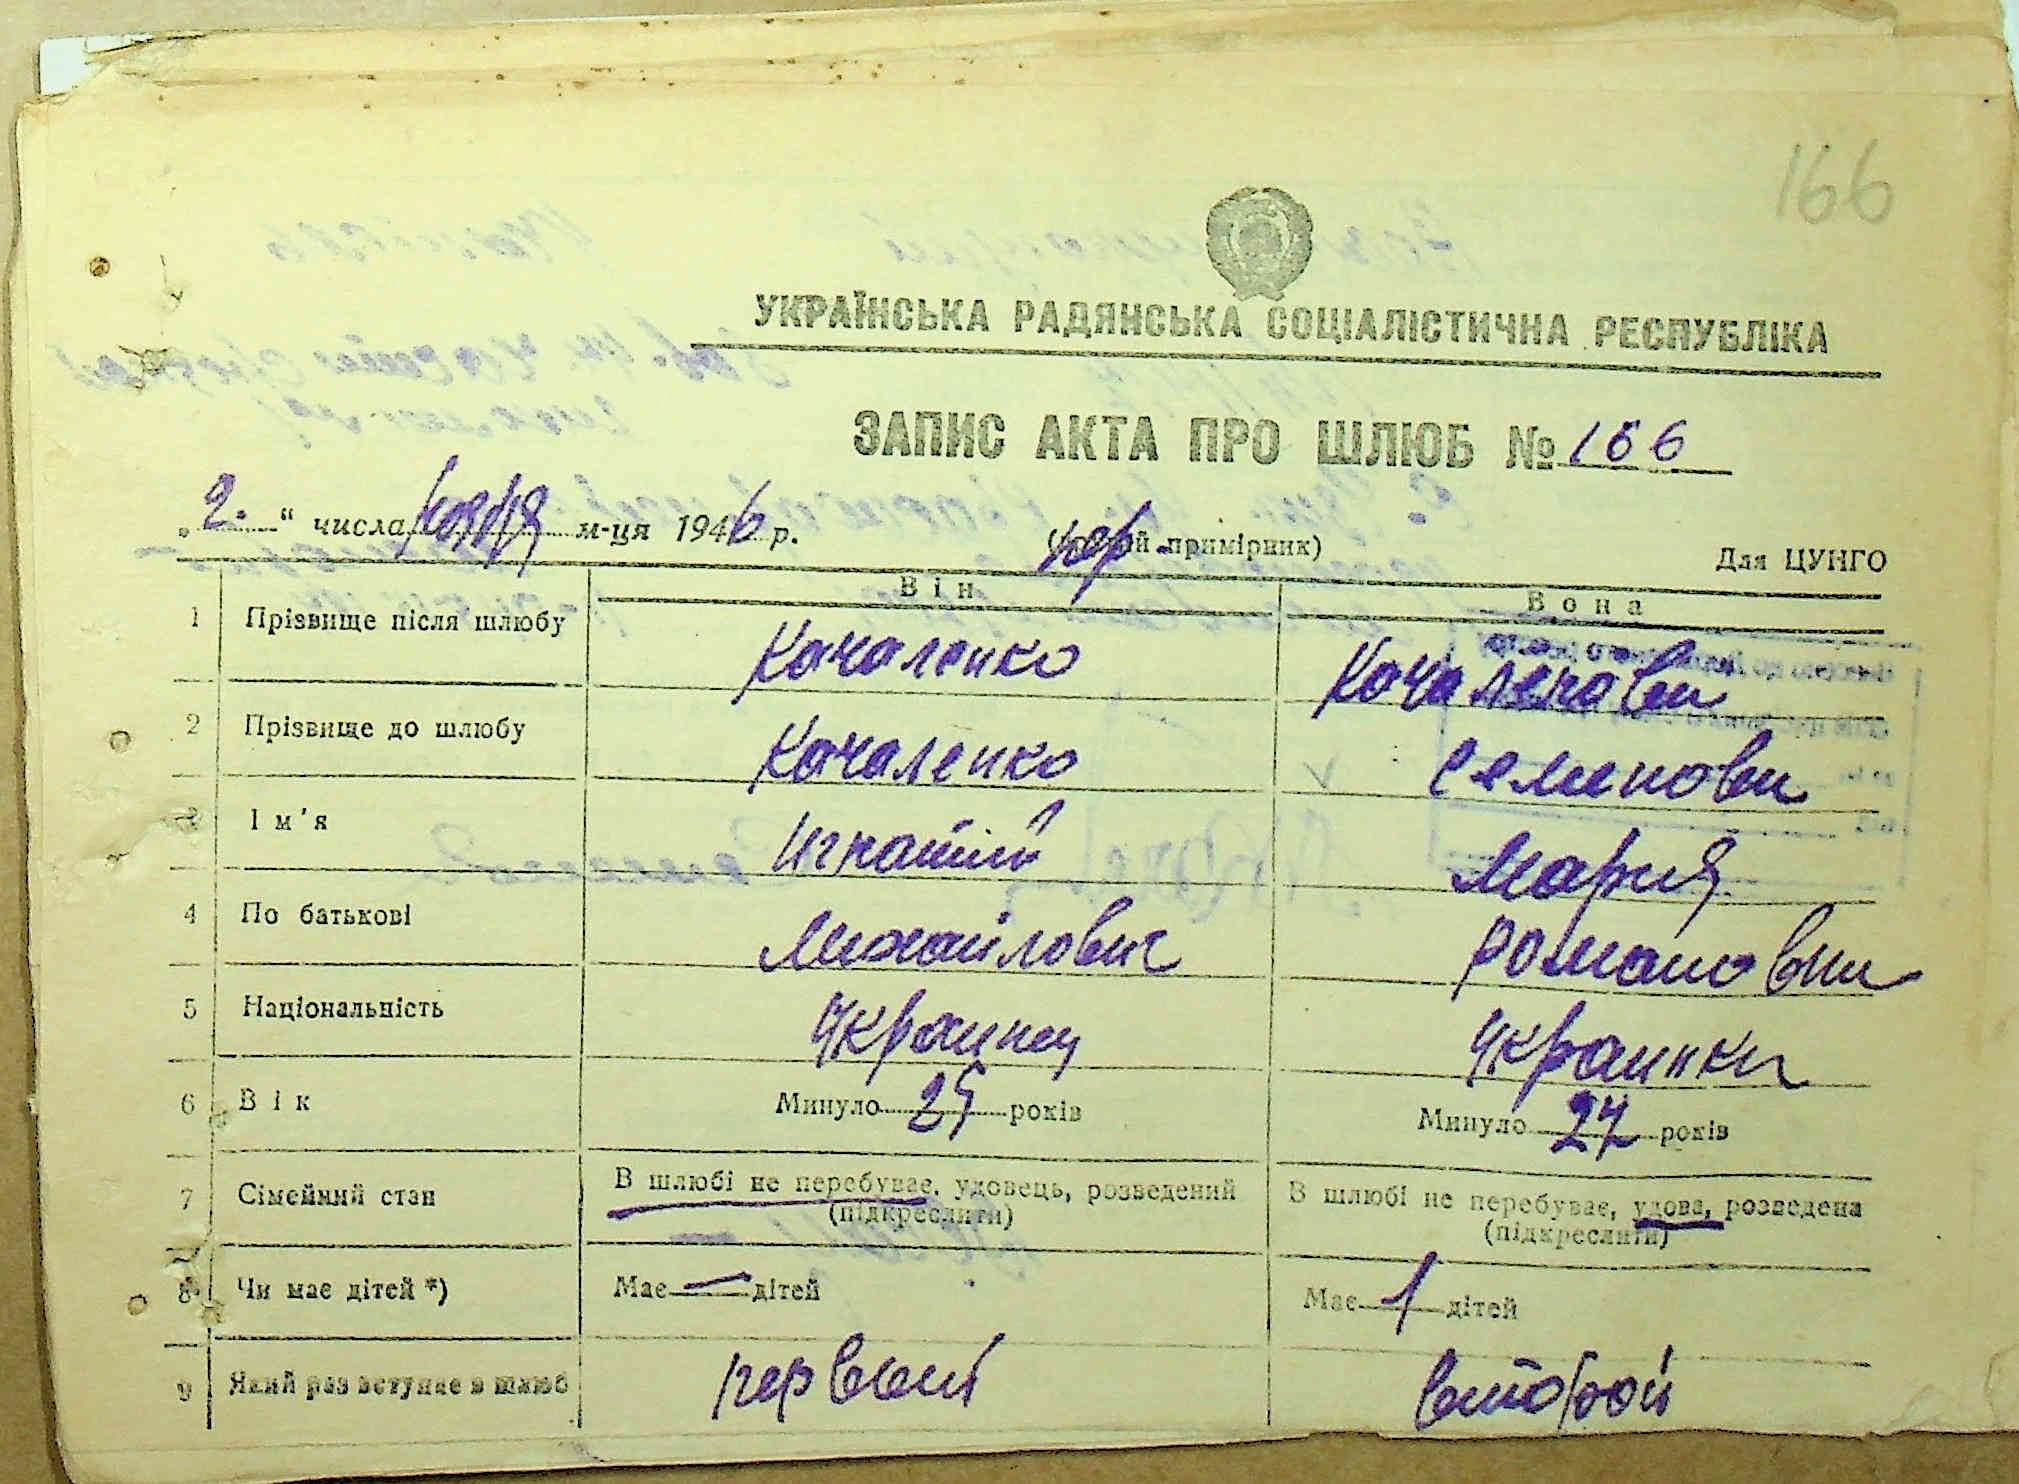 166
УКРАЇНСЬКА РАДЯНСЬКА СОЦІАЛІСТИЧНА РЕСПУБЛІКА
ЗАПИС АКТА ПРО ШЛЮБ № 166
„2.“ числа ноября м-ця 1946 р.
примірник)
Для ЦУНГО
Він
Вона
1 Прізвище після шлюбу Качаленко
2 Прізвище до шлюбу Качаленко
3 Ім'я Игнатий Мария
4 По батькові Михайлович Романовна
5 Національність Украинец Украинка
6 Вік Минуло 25 років Минуло 27 років
7 Сімейний стан В шлюбі не перебуває, удовець, розведений В шлюбі не перебуває, удова, розведена
(підкреслити) (підкреслити)
8 Чи має дітей *) Має — дітей Має 1 дітей
9 Який раз вступає в шлюб первый второй